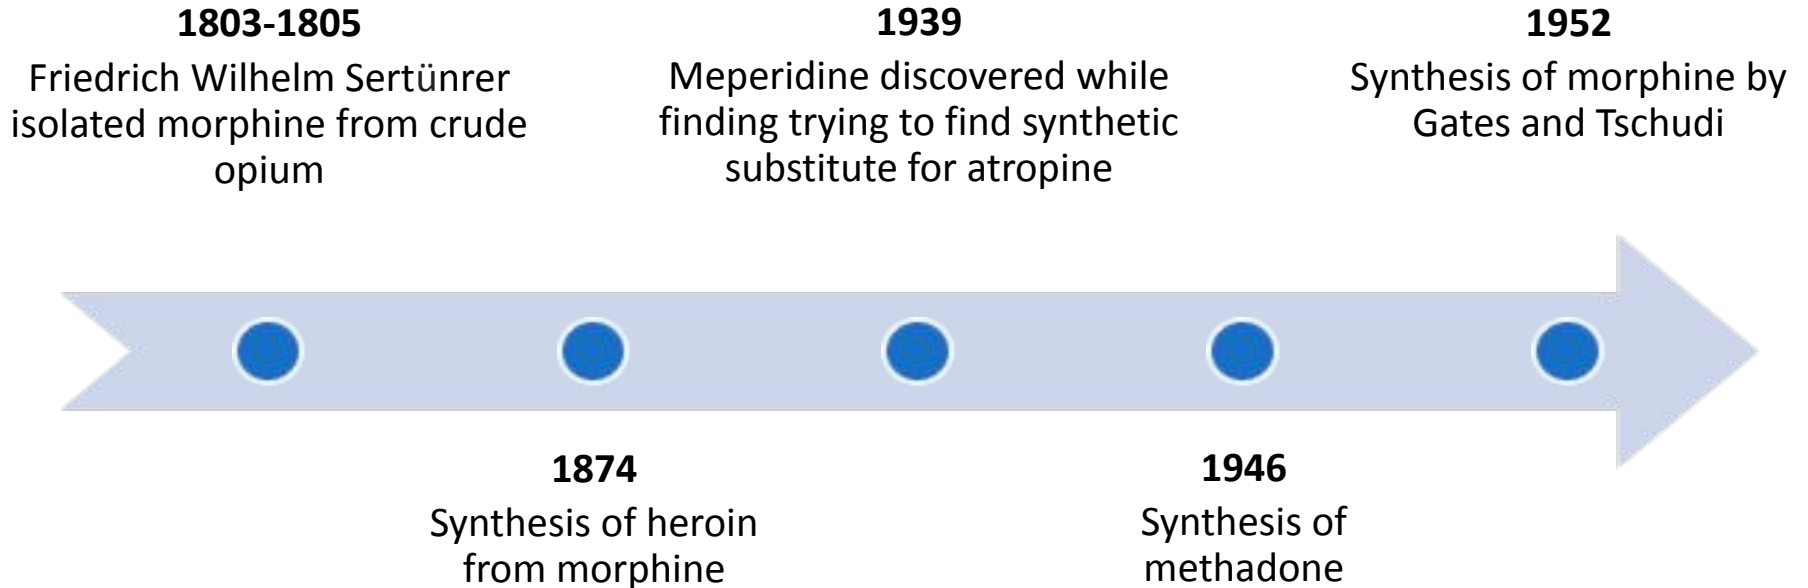 1803-1805
Friedrich Wilhelm Sertünrer
isolated morphine from crude
opium
1874
Synthesis of heroin
from morphine
1939
Meperidine discovered while
finding trying to find synthetic
substitute for atropine
1946
Synthesis of
methadone
1952
Synthesis of morphine by
Gates and Tschudi